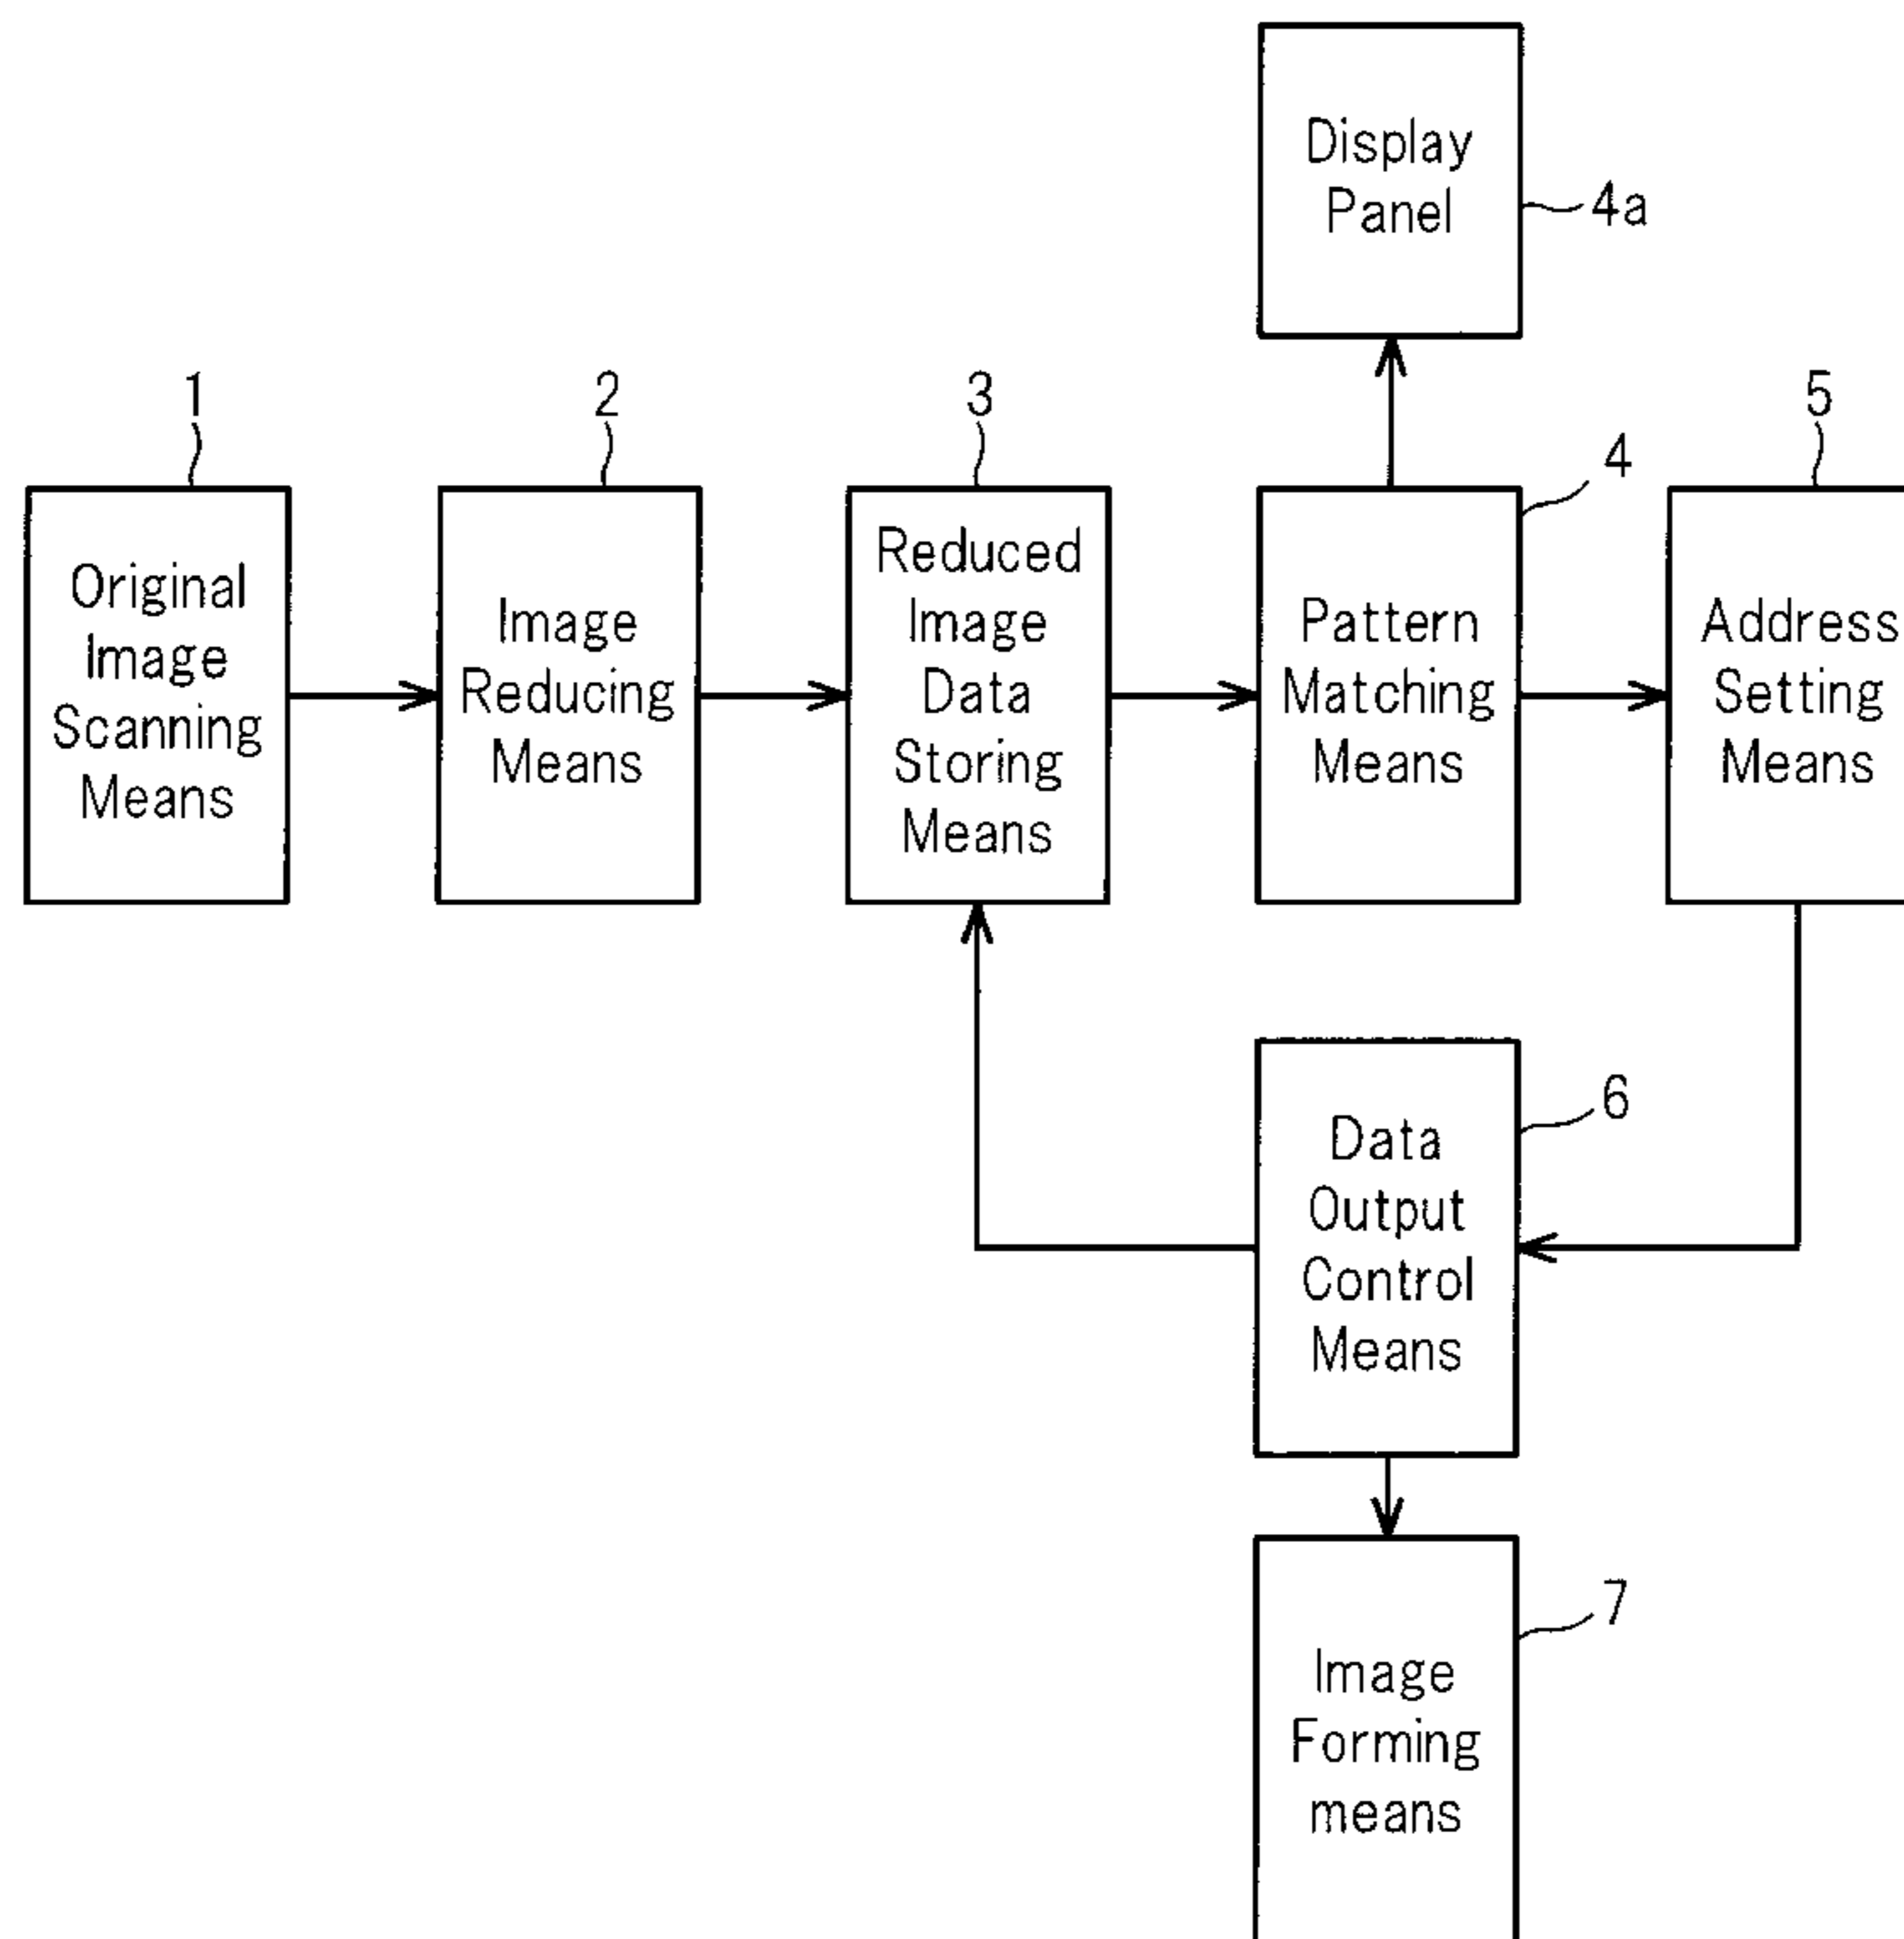 Display
Panel
4a
1
2
3
4
5
Original
Image
Scanning
Means
Image
Reducing
Means
Reduced
Image
Data
Storing
Means
Pattern
Matching
Means
Address
Setting
Means
6
Data
Output
Control
Means
7
Image
Forming
means